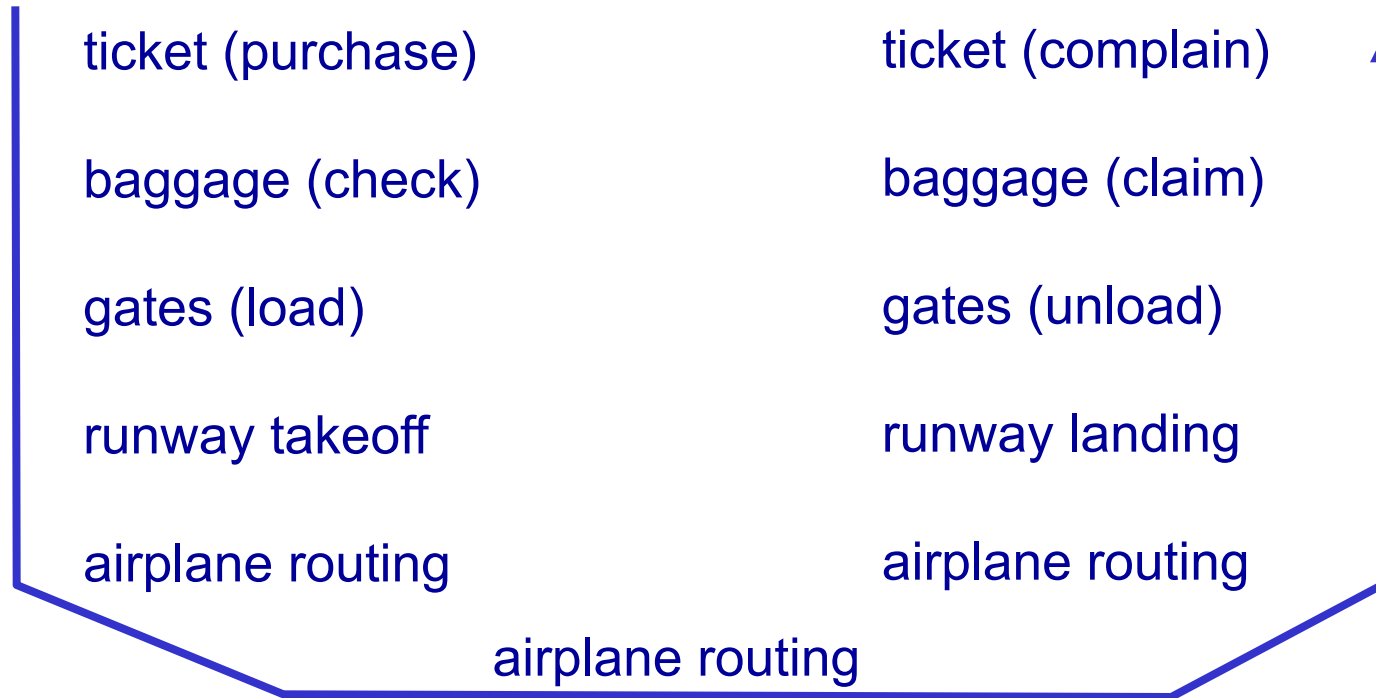 ticket (purchase)
baggage (check)
gates (load)
runway takeoff
airplane routing
ticket (complain)
baggage (claim)
gates (unload)
runway landing
airplane routing
airplane routing